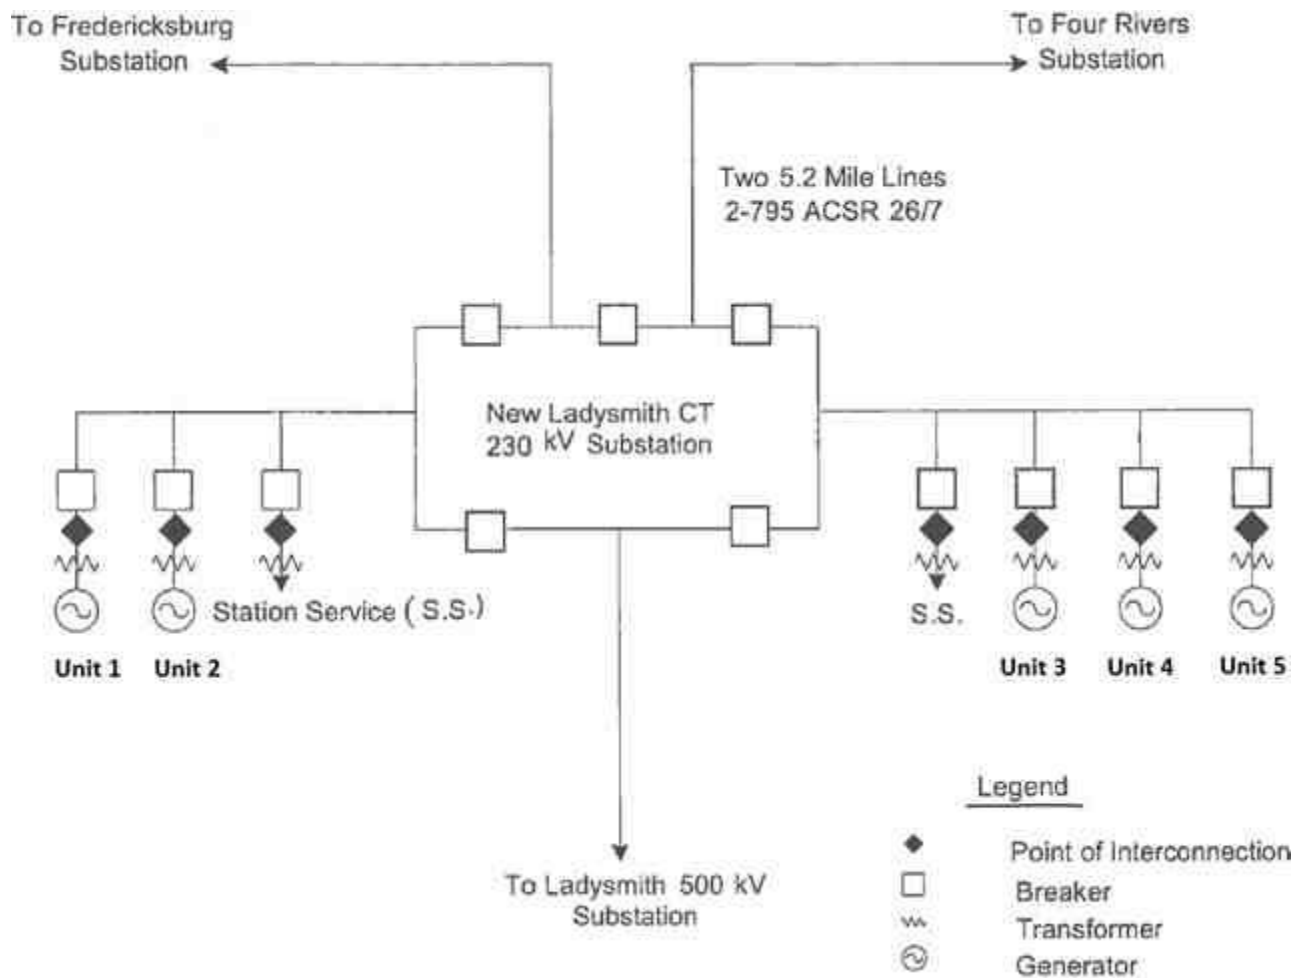 To Fredericksburg
Substation
To Four Rivers
Substation
Two 5.2 Mile Lines
2-795 ACSR 26/7
New Ladysmith CT
230 kV Substation
Station Service (S.S.)
S.S.
Unit 1
Unit 2
Unit 3
Unit 4
Unit 5
To Ladysmith 500 kV
Substation
Legend
Point of Interconnection
Breaker
Transformer
Generator